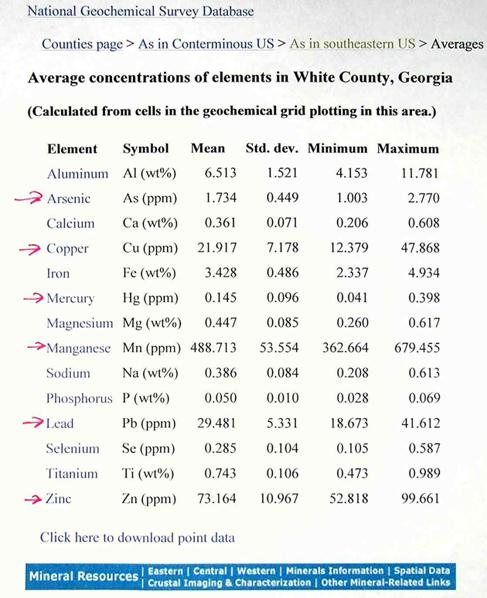 National Geochemical Survey Database
Counties page > As in Conterminous US > As in southeastern US > Averages
Average concentrations of elements in White County, Georgia
(Calculated from cells in the geochemical grid plotting in this area.)
Element Symbol Mean Std. dev. Minimum Maximum
Aluminum Al (wt%) 6.513 1.521 4.153 11.781
Arsenic As (ppm) 1.734 0.449 1.003 2.770
Calcium Ca (wt%) 0.361 0.071 0.206 0.608
Copper Cu (ppm) 21.917 7.178 12.379 47.868
Iron Fe (wt%) 3.428 0.486 2.337 4.934
Mercury Hg (ppm) 0.145 0.096 0.041 0.398
Magnesium Mg (wt%) 0.447 0.085 0.260 0.617
Manganese Mn (ppm) 488.713 53.554 362.664 679.455
Sodium Na (wt%) 0.386 0.084 0.208 0.613
Phosphorus P (wt%) 0.050 0.010 0.028 0.069
Lead Pb (ppm) 29.481 5.331 18.673 41.612
Selenium Se (ppm) 0.285 0.104 0.105 0.587
Titanium Ti (wt%) 0.743 0.106 0.473 0.989
Zinc Zn (ppm) 73.164 10.967 52.818 99.661
Click here to download point data
Mineral Resources | Eastern | Central | Western | Minerals Information | Spatial Data
| Crustal Imaging & Characterization | Other Mineral-Related Links